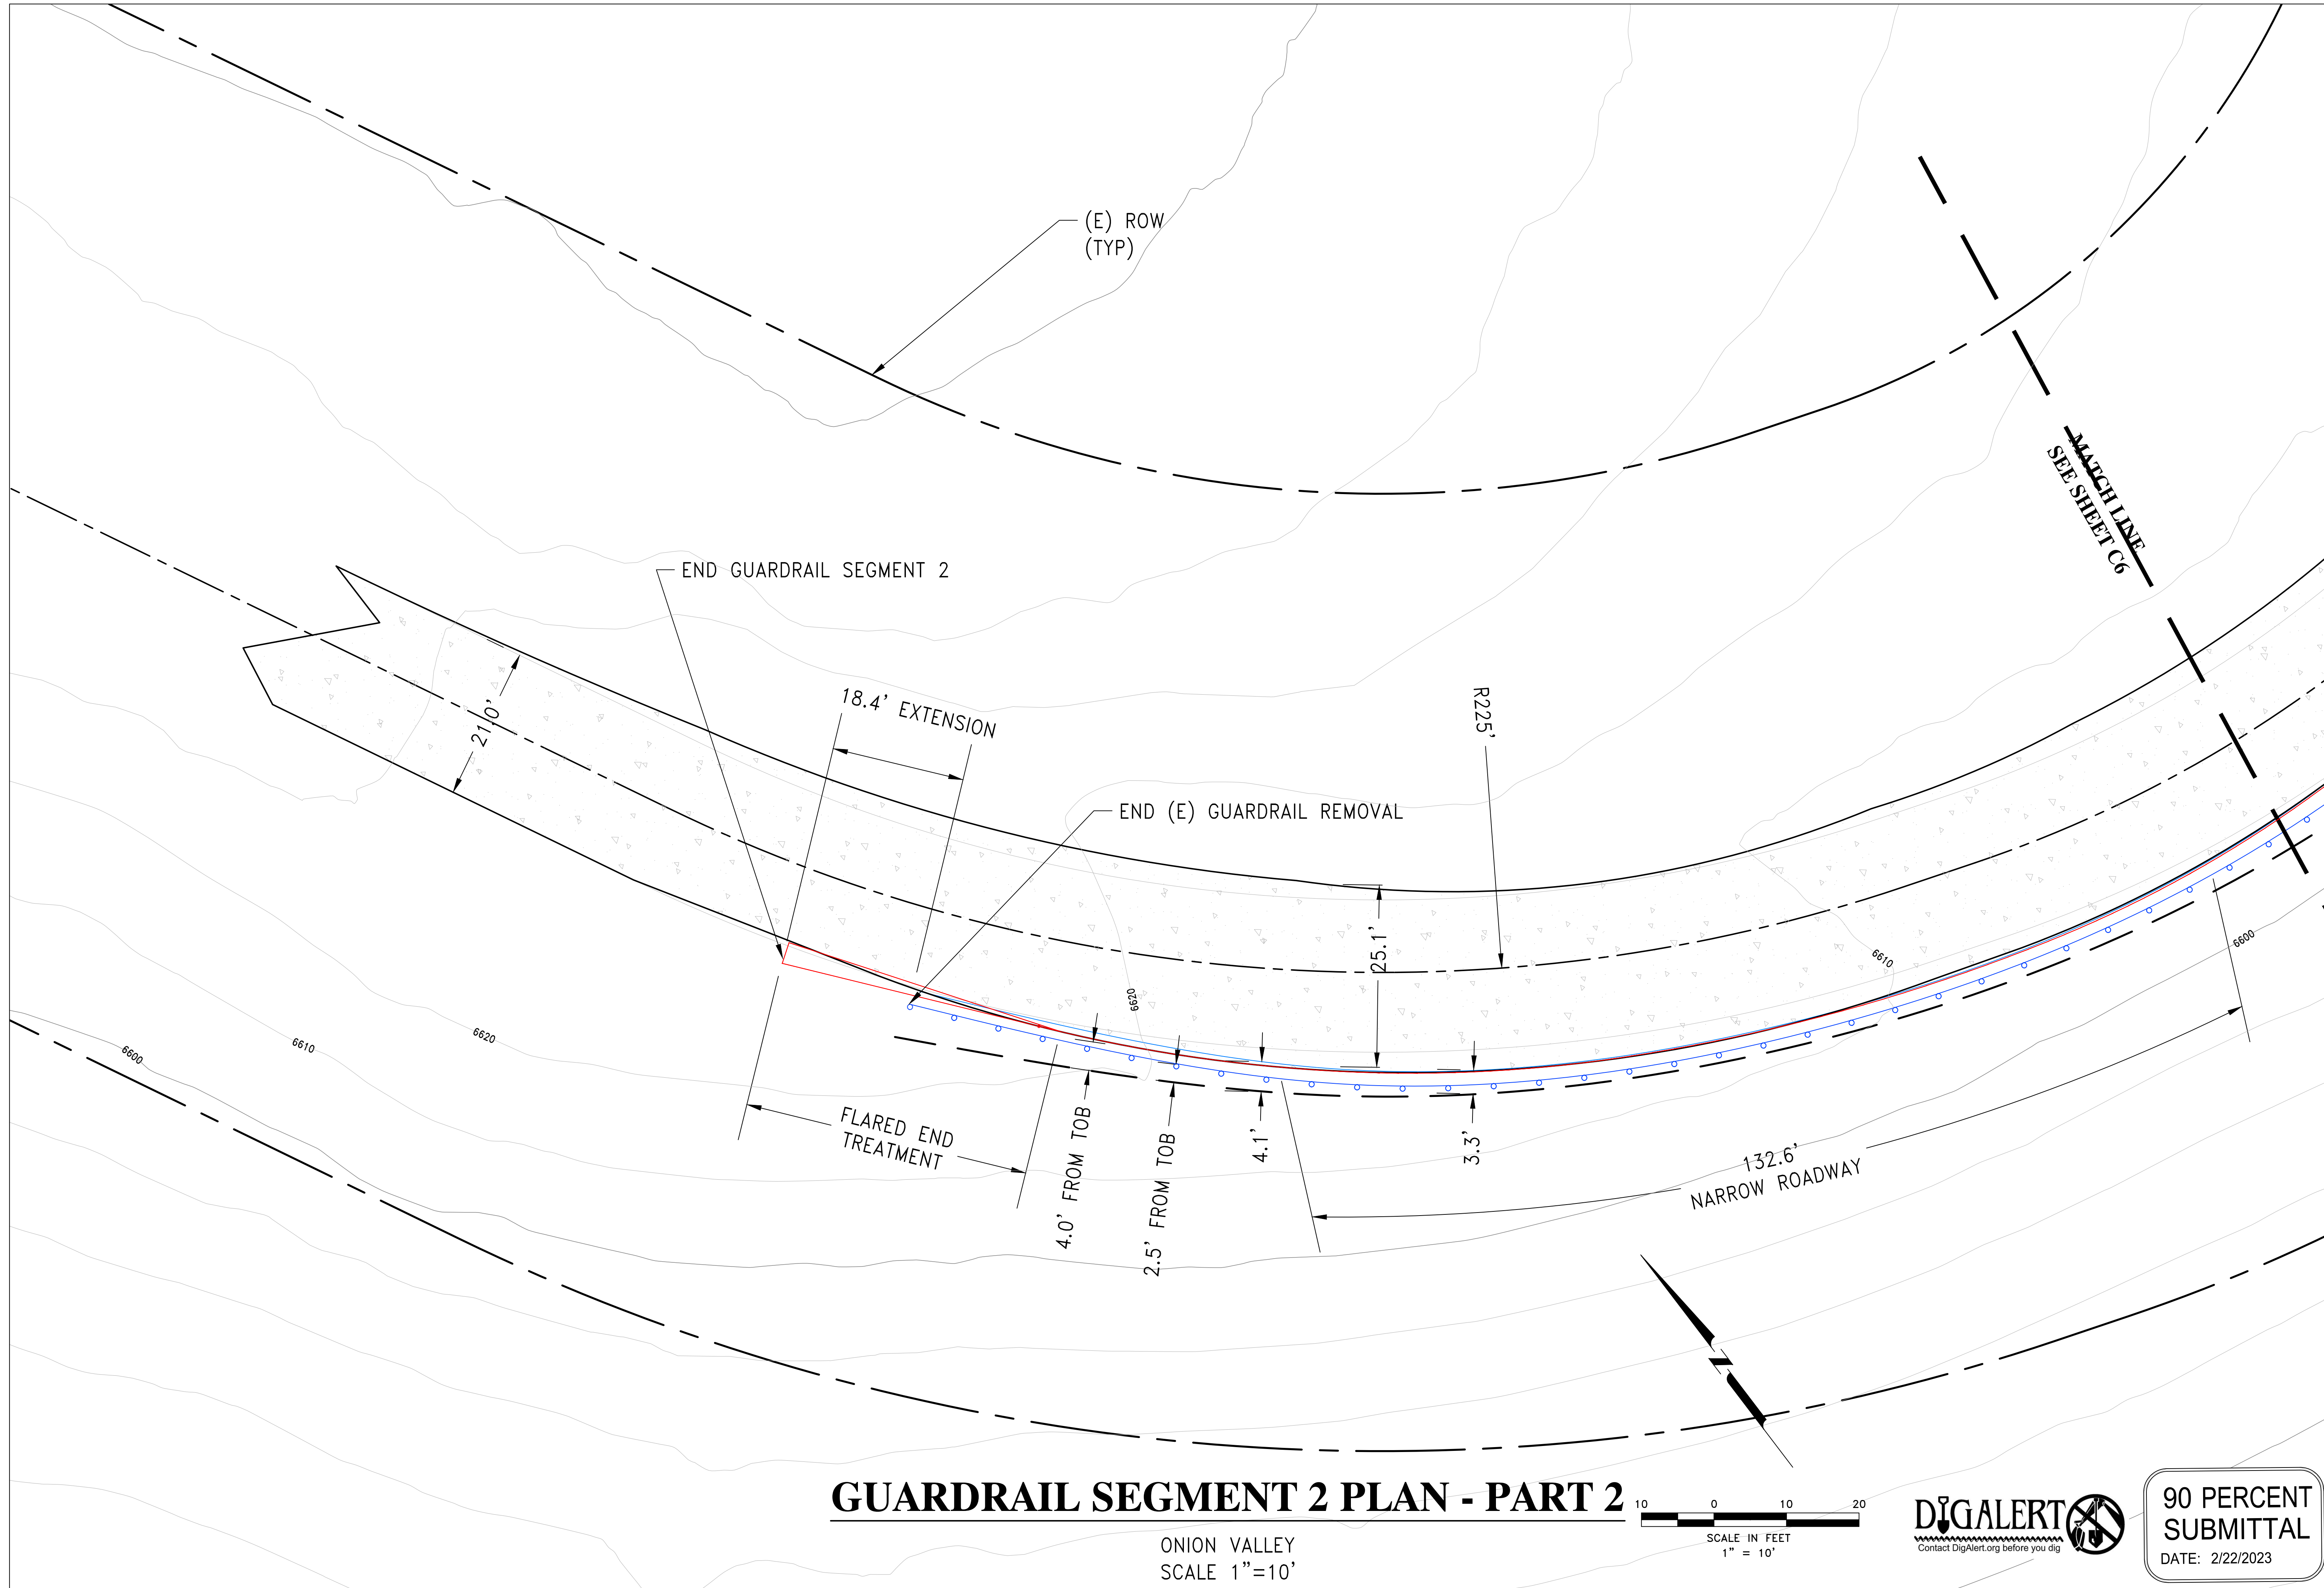 (E) ROW
(TYP)
MATCH LINE
SEE SHEET C6
END GUARDRAIL SEGMENT 2
21.0'
18.4' EXTENSION
R225'
END (E) GUARDRAIL REMOVAL
25.1'
6610
6600
6620
6620
6610
6600
FLARED END
TREATMENT
4.0' FROM TOB
2.5' FROM TOB
4.1'
3.3'
132.6'
NARROW ROADWAY
N
GUARDRAIL SEGMENT 2 PLAN - PART 2
ONION VALLEY
SCALE 1"=10'
10 0 10 20
SCALE IN FEET
1" = 10'
DIGALERT
Contact DigAlert.org before you dig
90 PERCENT
SUBMITTAL
DATE: 2/22/2023